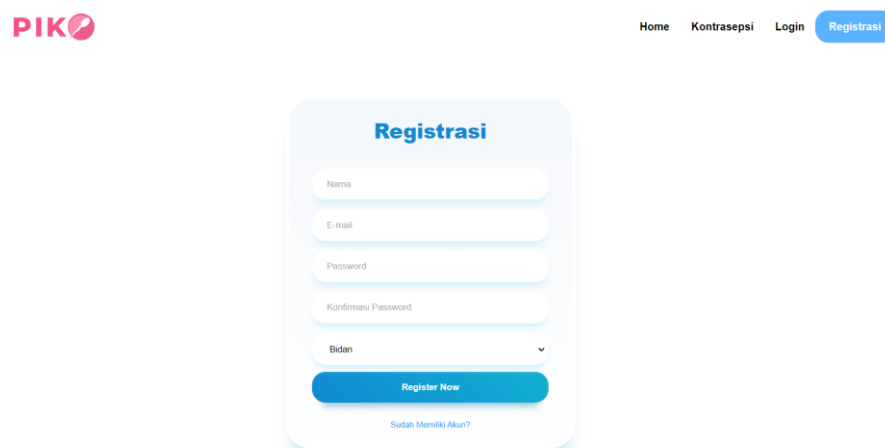 PIKO
Home Kontrasepsi Login Registrasi
Registrasi
Nama
E-mail
Password
Konfirmasi Password
Bidan
Register Now
Sudah Memiliki Akun?